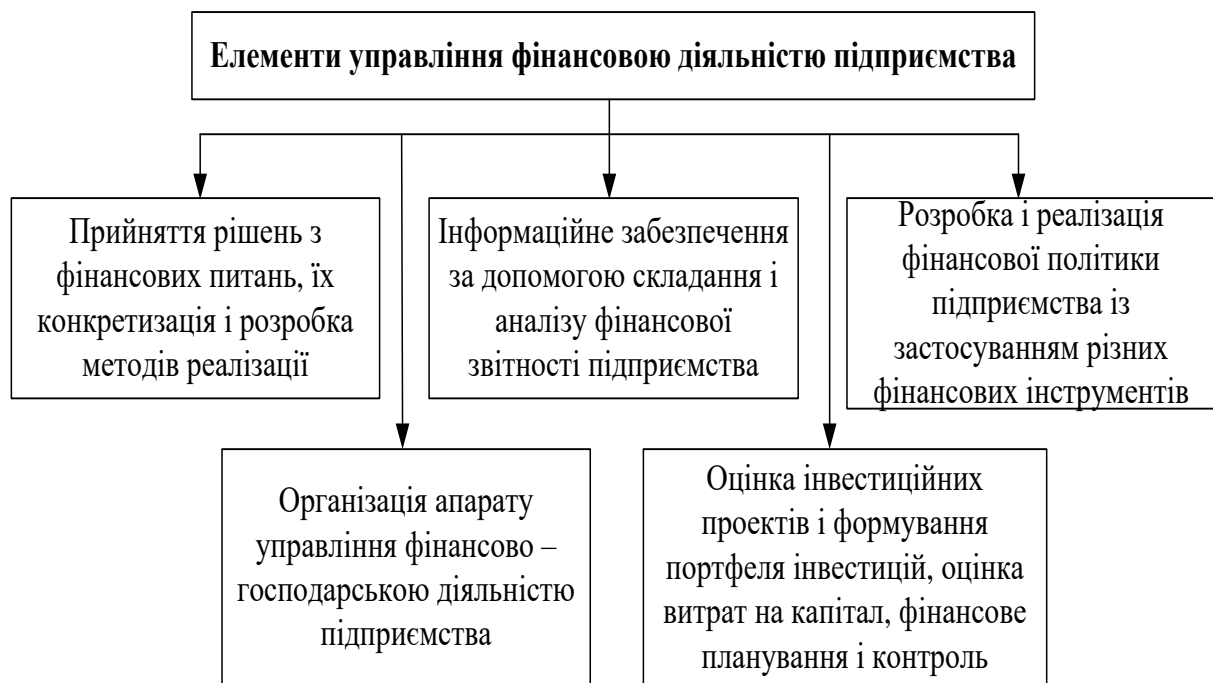 Елементи управління фінансовою діяльністю підприємства
Прийняття рішень з
фінансових питань, їх
конкретизація і розробка
методів реалізації
Інформаційне забезпечення
за допомогою складання і
аналізу фінансової
звітності підприємства
Розробка і реалізація
фінансової політики
підприємства із
застосуванням різних
фінансових інструментів
Організація апарату
управління фінансово –
господарською діяльністю
підприємства
Оцінка інвестиційних
проектів і формування
портфеля інвестицій, оцінка
витрат на капітал, фінансове
планування і контроль